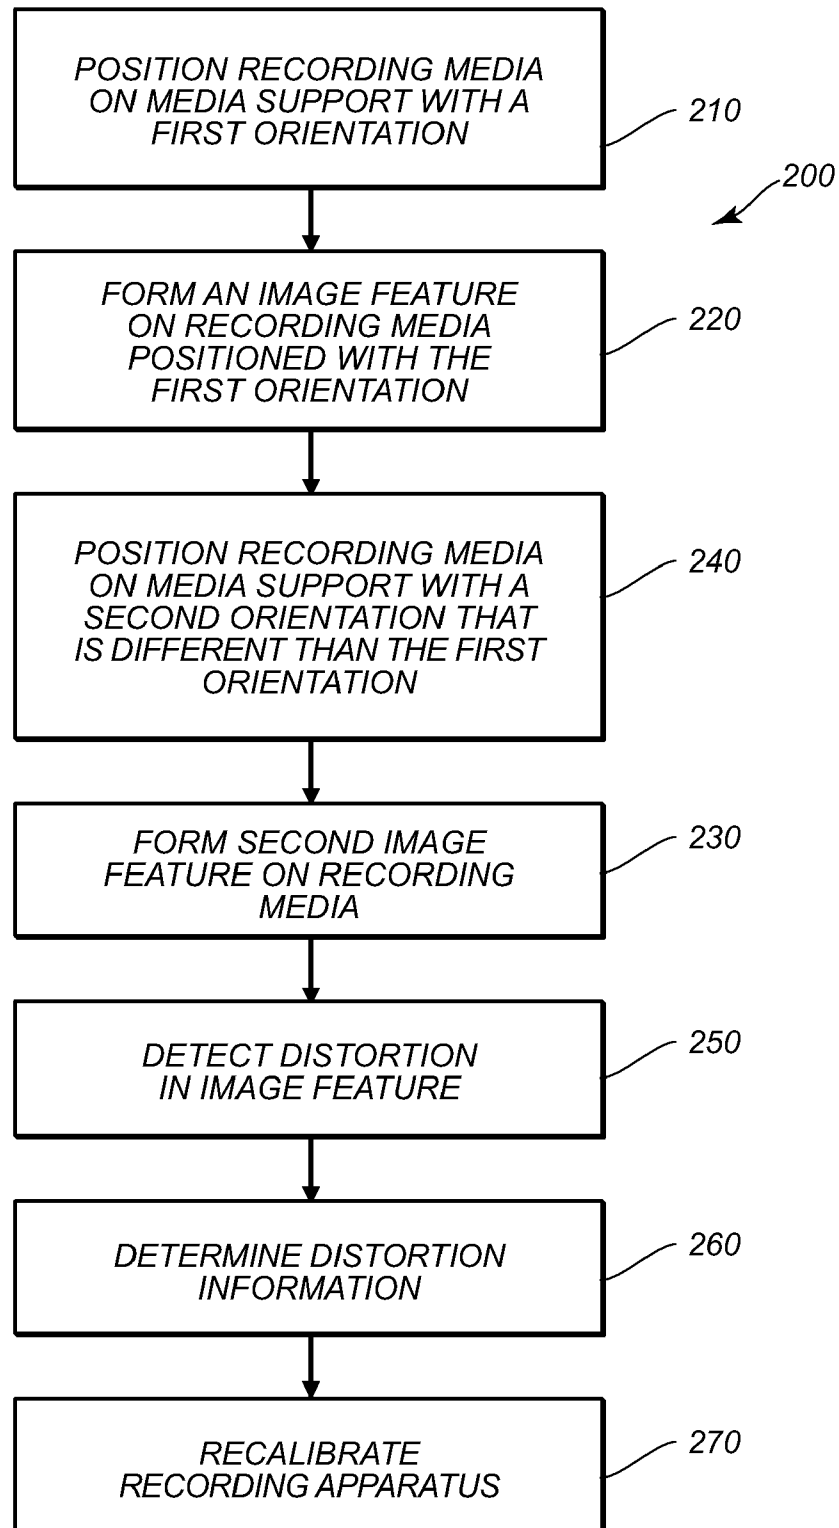 POSITION RECORDING MEDIA
ON MEDIA SUPPORT WITH A
FIRST ORIENTATION
210
200
FORM AN IMAGE FEATURE
ON RECORDING MEDIA
POSITIONED WITH THE
FIRST ORIENTATION
220
POSITION RECORDING MEDIA
ON MEDIA SUPPORT WITH A
SECOND ORIENTATION THAT
IS DIFFERENT THAN THE FIRST
ORIENTATION
240
FORM SECOND IMAGE
FEATURE ON RECORDING
MEDIA
230
DETECT DISTORTION
IN IMAGE FEATURE
250
DETERMINE DISTORTION
INFORMATION
260
RECALIBRATE
RECORDING APPARATUS
270